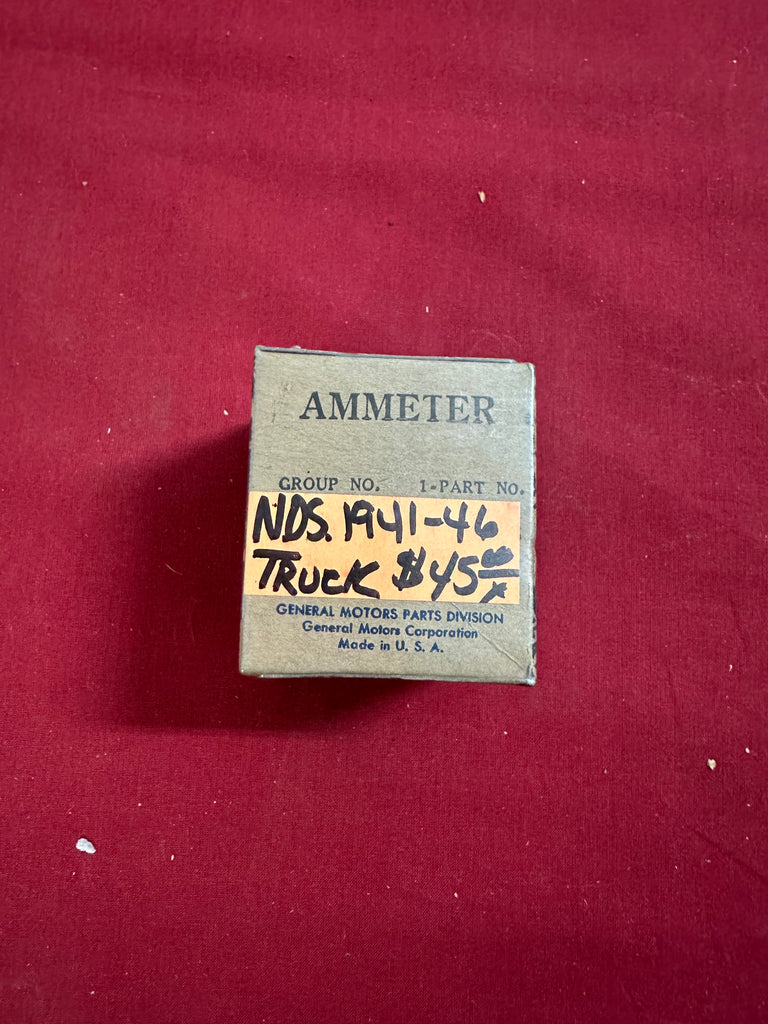 AMMETER
GROUP NO. 1-PART NO.
NDS. 1941-46
TRUCK $45.00
GENERAL MOTORS PARTS DIVISION
General Motors Corporation
Made in U. S. A.